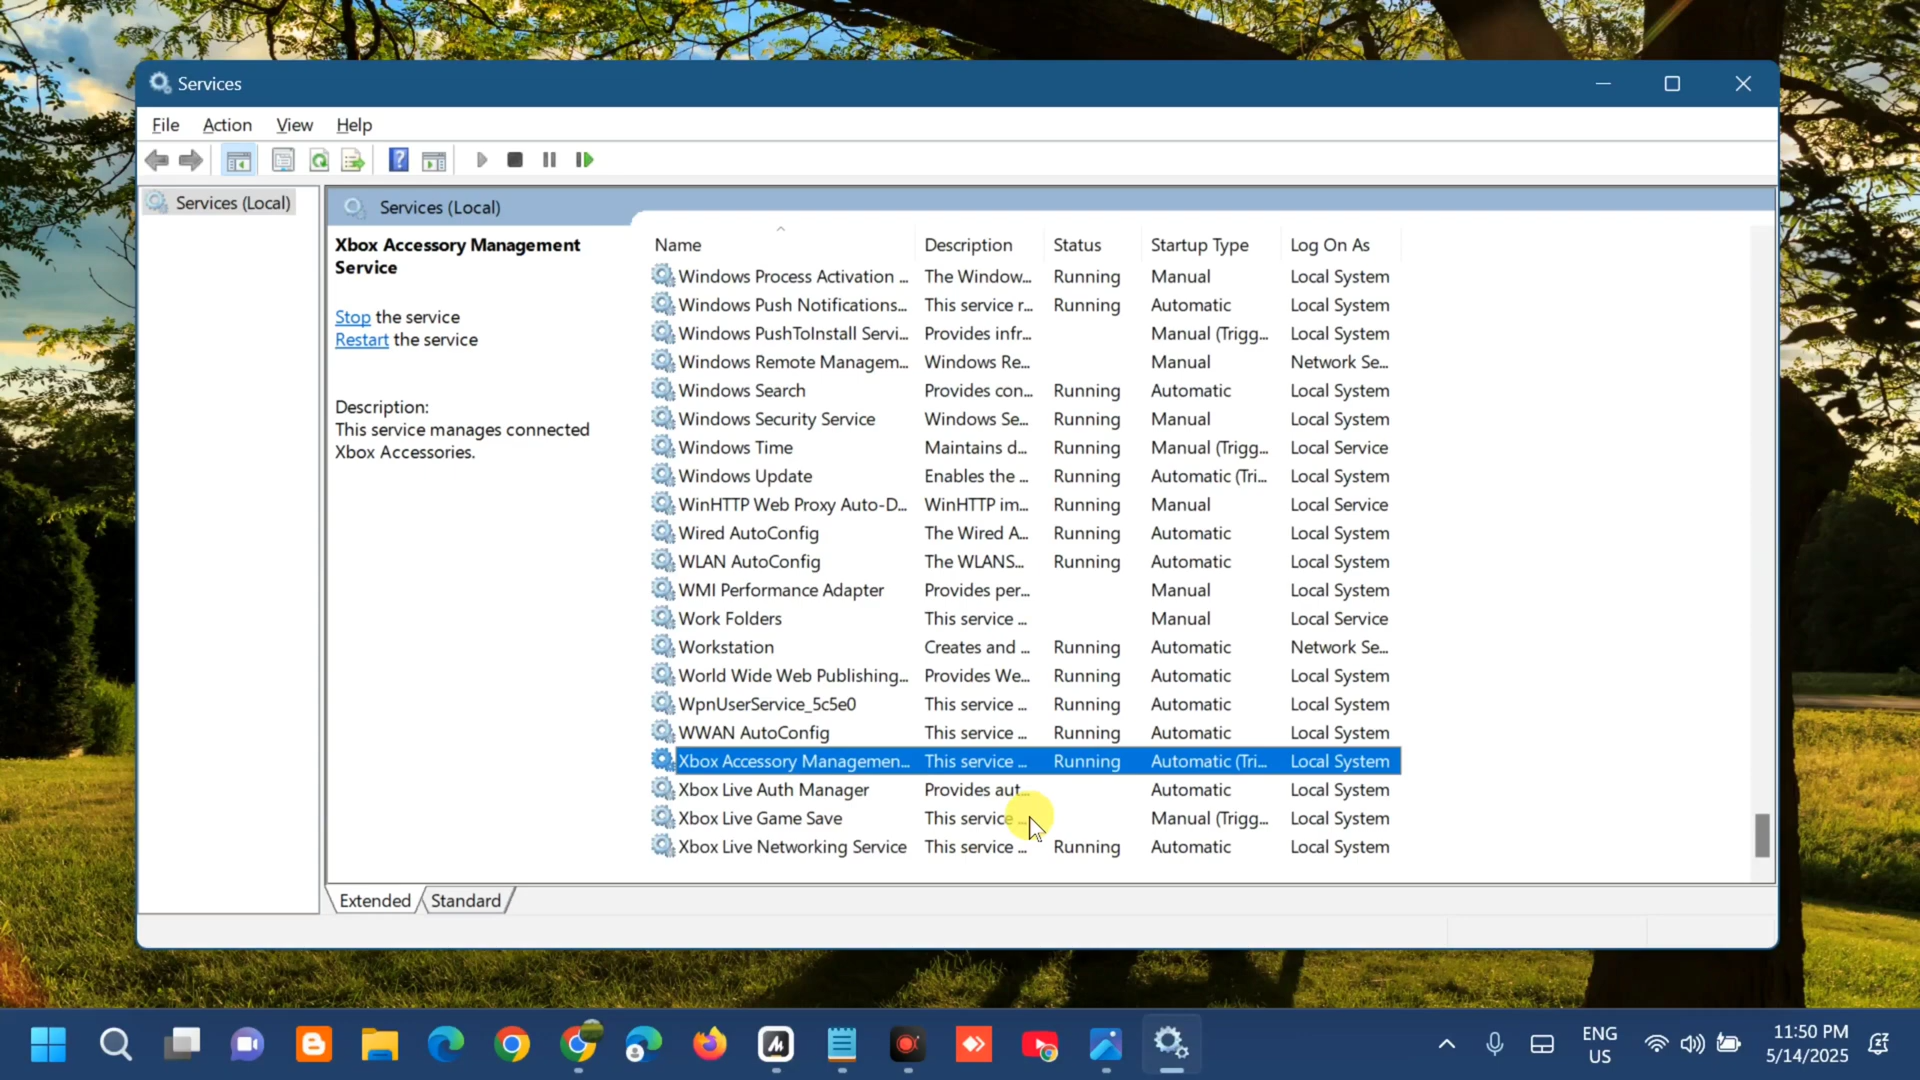 Services
File Action View Help
Services (Local)
Services (Local)
Xbox Accessory Management
Service
Stop the service
Restart the service
Description:
This service manages connected
Xbox Accessories.
Name Description Status Startup Type Log On As
Windows Process Activation ... The Window... Running Manual Local System
Windows Push Notifications... This service r... Running Automatic Local System
Windows PushToInstall Servi... Provides infr... Manual (Trigg... Local System
Windows Remote Managem... Windows Re... Manual Network Se...
Windows Search Provides con... Running Automatic Local System
Windows Security Service Windows Se... Running Manual Local System
Windows Time Maintains d... Running Manual (Trigg... Local Service
Windows Update Enables the ... Running Automatic (Tri... Local System
WinHTTP Web Proxy Auto-D... WinHTTP im... Running Manual Local Service
Wired AutoConfig The Wired A... Running Automatic Local System
WLAN AutoConfig The WLANS... Running Automatic Local System
WMI Performance Adapter Provides per... Manual Local System
Work Folders This service ... Manual Local Service
Workstation Creates and ... Running Automatic Network Se...
World Wide Web Publishing... Provides We... Running Automatic Local System
WpnUserService_5c5e0 This service ... Running Automatic Local System
WWAN AutoConfig This service ... Running Automatic Local System
Xbox Accessory Managemen... This service ... Running Automatic (Tri... Local System
Xbox Live Auth Manager Provides aut... Automatic Local System
Xbox Live Game Save This service ... Manual (Trigg... Local System
Xbox Live Networking Service This service ... Running Automatic Local System
Extended Standard
ENG
US
11:50 PM
5/14/2025